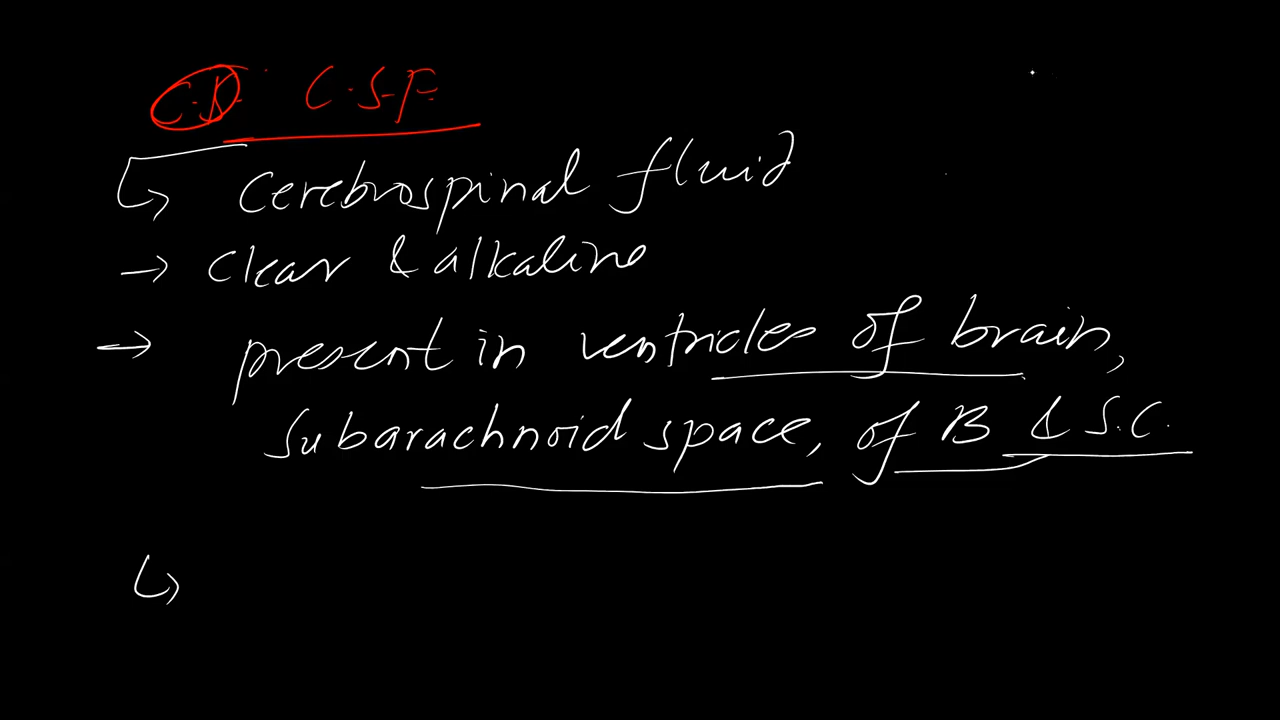 C.S.F.
↳ cerebrospinal fluid
→ clear & alkaline
→ present in ventricles of brain,
subarachnoid space, of B & S.C.
↳